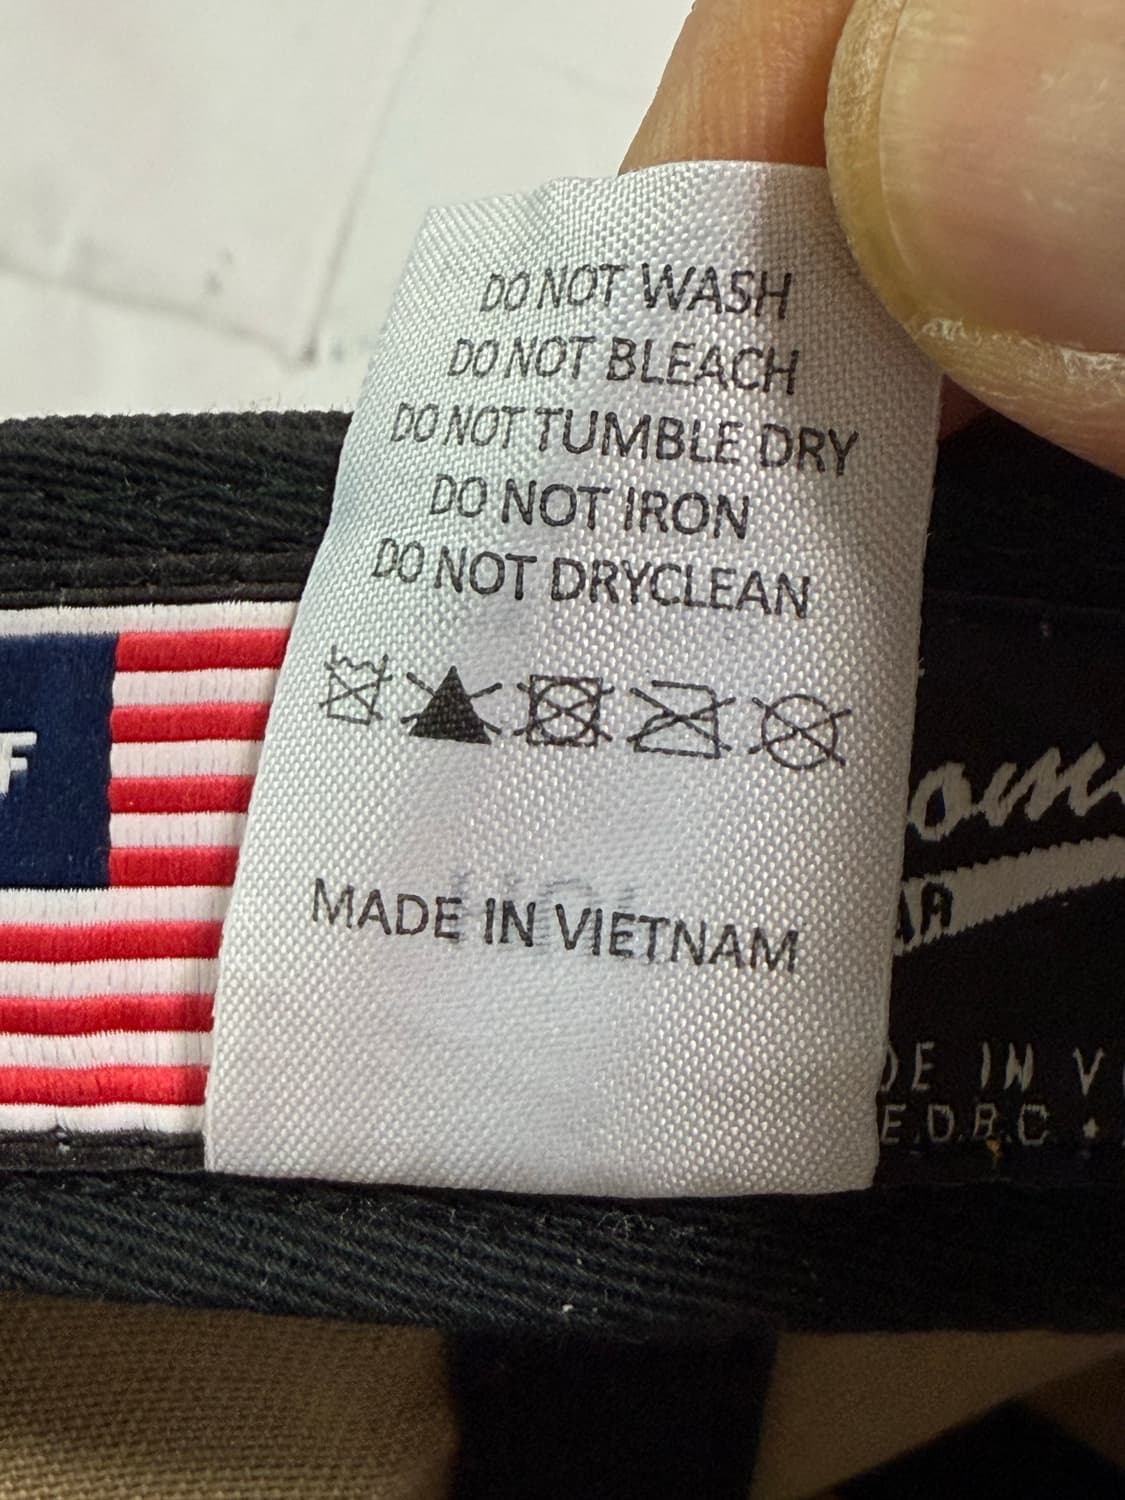 DO NOT WASH
DO NOT BLEACH
DO NOT TUMBLE DRY
DO NOT IRON
DO NOT DRYCLEAN
MADE IN VIETNAM
F
IN